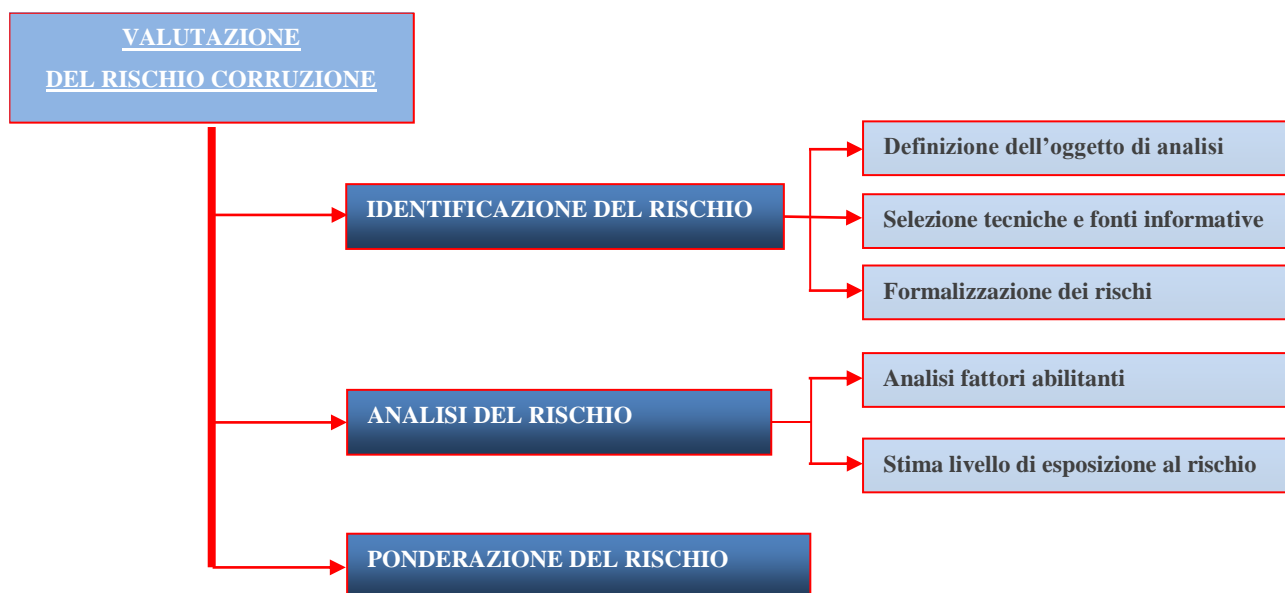 VALUTAZIONE
DEL RISCHIO CORRUZIONE
IDENTIFICAZIONE DEL RISCHIO
Definizione dell’oggetto di analisi
Selezione tecniche e fonti informative
Formalizzazione dei rischi
ANALISI DEL RISCHIO
Analisi fattori abilitanti
Stima livello di esposizione al rischio
PONDERAZIONE DEL RISCHIO